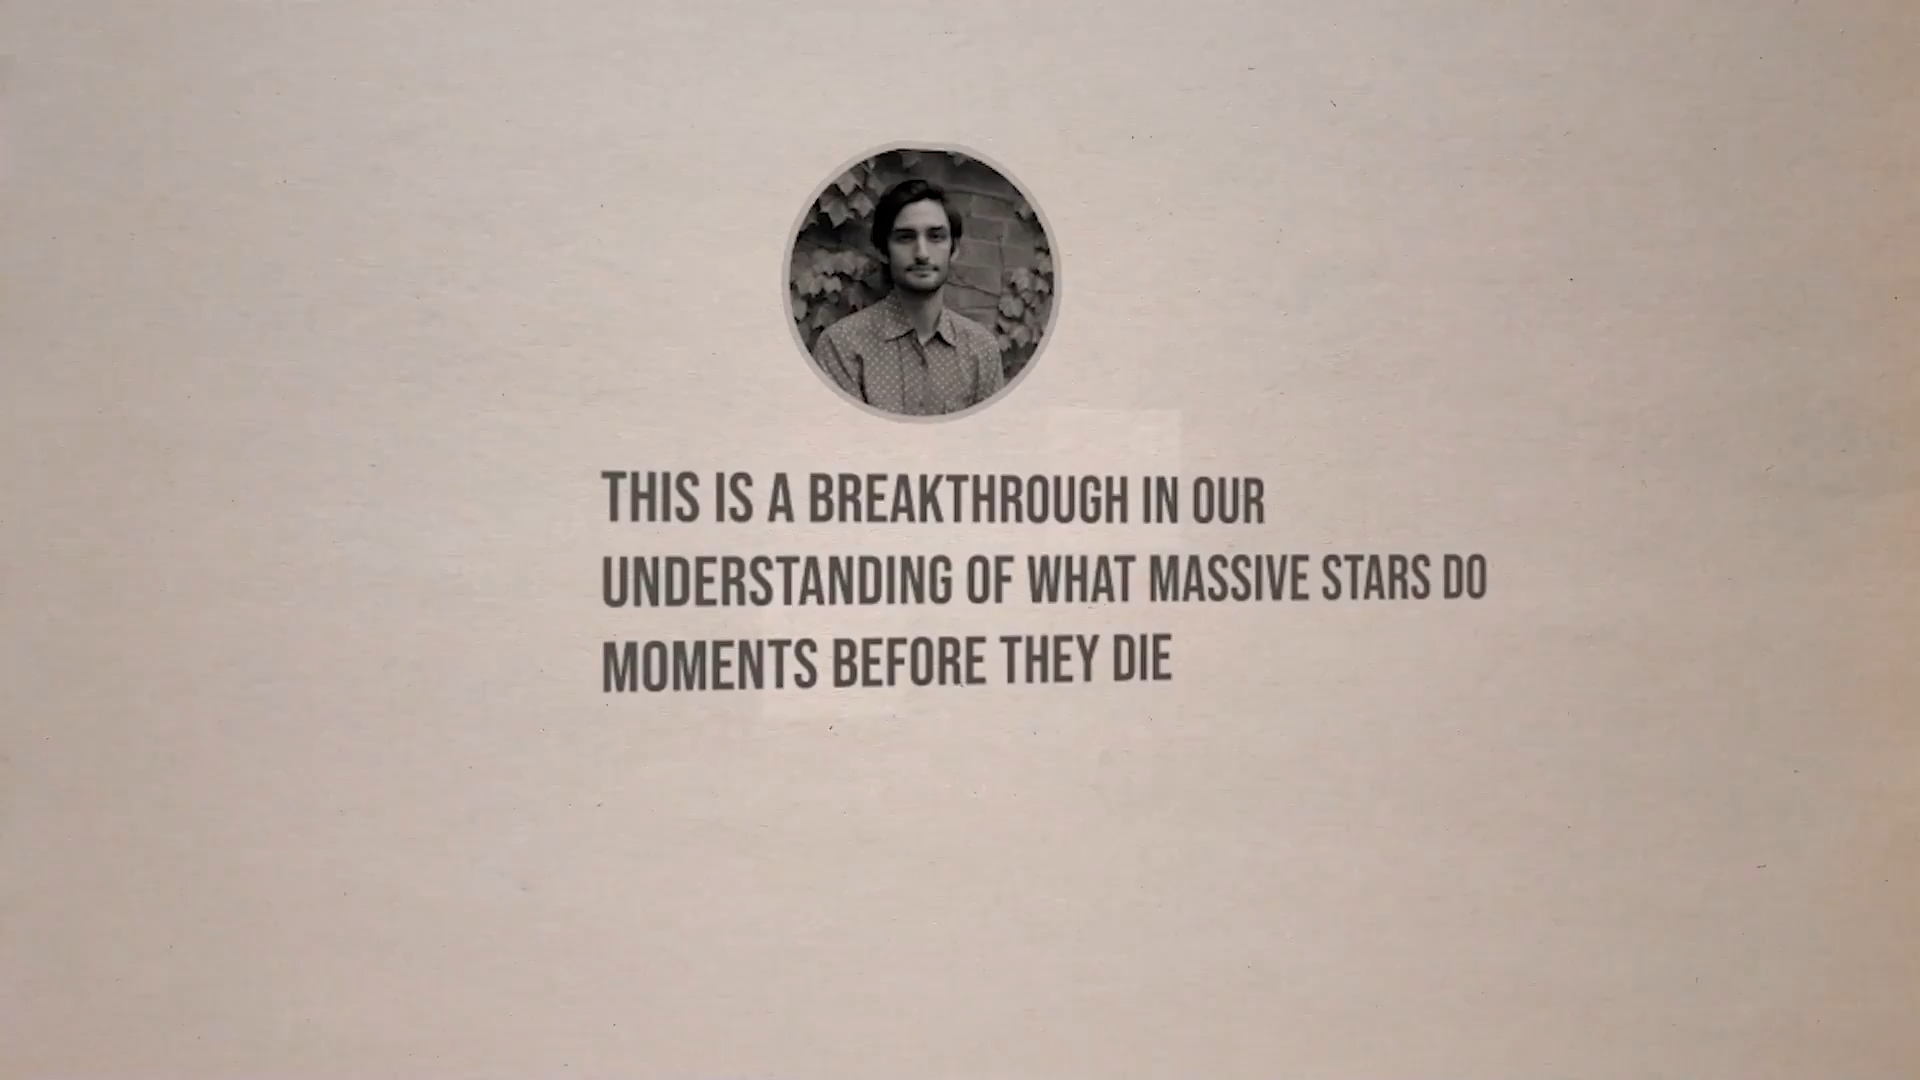 THIS IS A BREAKTHROUGH IN OUR
UNDERSTANDING OF WHAT MASSIVE STARS DO
MOMENTS BEFORE THEY DIE